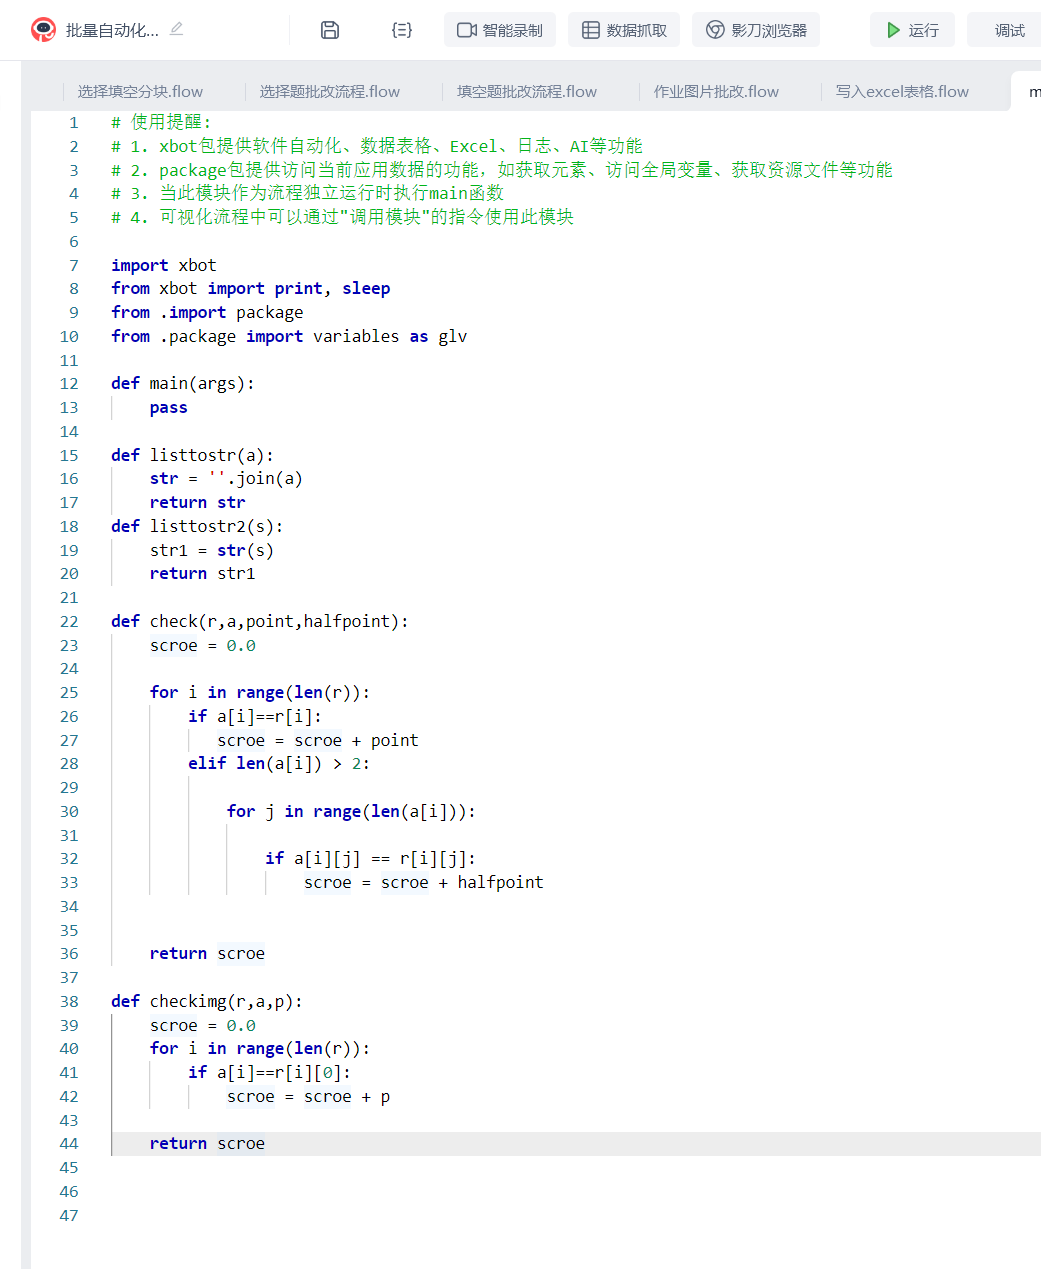 批量自动化...
智能录制
数据抓取
影刀浏览器
运行
调试
选择填空分块.flow
选择题批改流程.flow
填空题批改流程.flow
作业图片批改.flow
写入excel表格.flow
m
1 # 使用提醒:
2 # 1. xbot包提供软件自动化、数据表格、Excel、日志、AI等功能
3 # 2. package包提供访问当前应用数据的功能，如获取元素、访问全局变量、获取资源文件等功能
4 # 3. 当此模块作为流程独立运行时执行main函数
5 # 4. 可视化流程中可以通过"调用模块"的指令使用此模块
6
7 import xbot
8 from xbot import print, sleep
9 from .import package
10 from .package import variables as glv
11
12 def main(args):
13     pass
14
15 def listtostr(a):
16     str = ''.join(a)
17     return str
18 def listtostr2(s):
19     str1 = str(s)
20     return str1
21
22 def check(r,a,point,halfpoint):
23     scroe = 0.0
24
25     for i in range(len(r)):
26         if a[i]==r[i]:
27            scroe = scroe + point
28         elif len(a[i]) > 2:
29
30             for j in range(len(a[i])):
31
32                 if a[i][j] == r[i][j]:
33                     scroe = scroe + halfpoint
34
35
36     return scroe
37
38 def checkimg(r,a,p):
39     scroe = 0.0
40     for i in range(len(r)):
41         if a[i]==r[i][0]:
42             scroe = scroe + p
43
44     return scroe
45
46
47